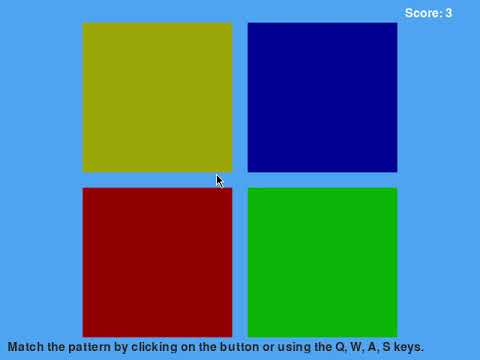 Score: 3
Match the pattern by clicking on the button or using the Q, W, A, S keys.